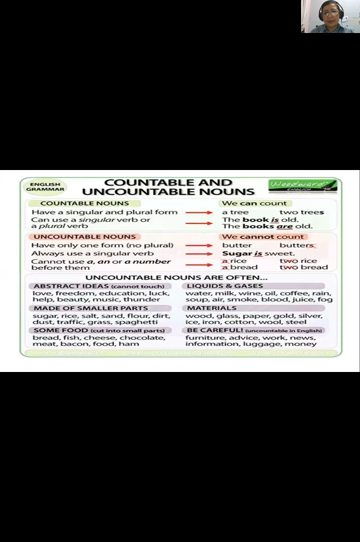 ENGLISH GRAMMAR
COUNTABLE AND
UNCOUNTABLE NOUNS
Woodward
ENGLISH
COUNTABLE NOUNS
We can count
Have a singular and plural form
a tree two trees
Can use a singular verb or
a plural verb
The book is old.
The books are old.
UNCOUNTABLE NOUNS
We cannot count
Have only one form (no plural)
butter butters
Always use a singular verb
Sugar is sweet.
Cannot use a, an or a number
before them
a rice two rice
a bread two bread
UNCOUNTABLE NOUNS ARE OFTEN...
ABSTRACT IDEAS (cannot touch)
love, freedom, education, luck,
help, beauty, music, thunder
LIQUIDS & GASES
water, milk, wine, oil, coffee, rain,
soup, air, smoke, blood, juice, fog
MADE OF SMALLER PARTS
sugar, rice, salt, sand, flour, dirt,
dust, traffic, grass, spaghetti
MATERIALS
wood, glass, paper, gold, silver,
ice, iron, cotton, wool, steel
SOME FOOD (cut into small parts)
bread, fish, cheese, chocolate,
meat, bacon, food, ham
BE CAREFUL! (uncountable in English)
furniture, advice, work, news,
information, luggage, money